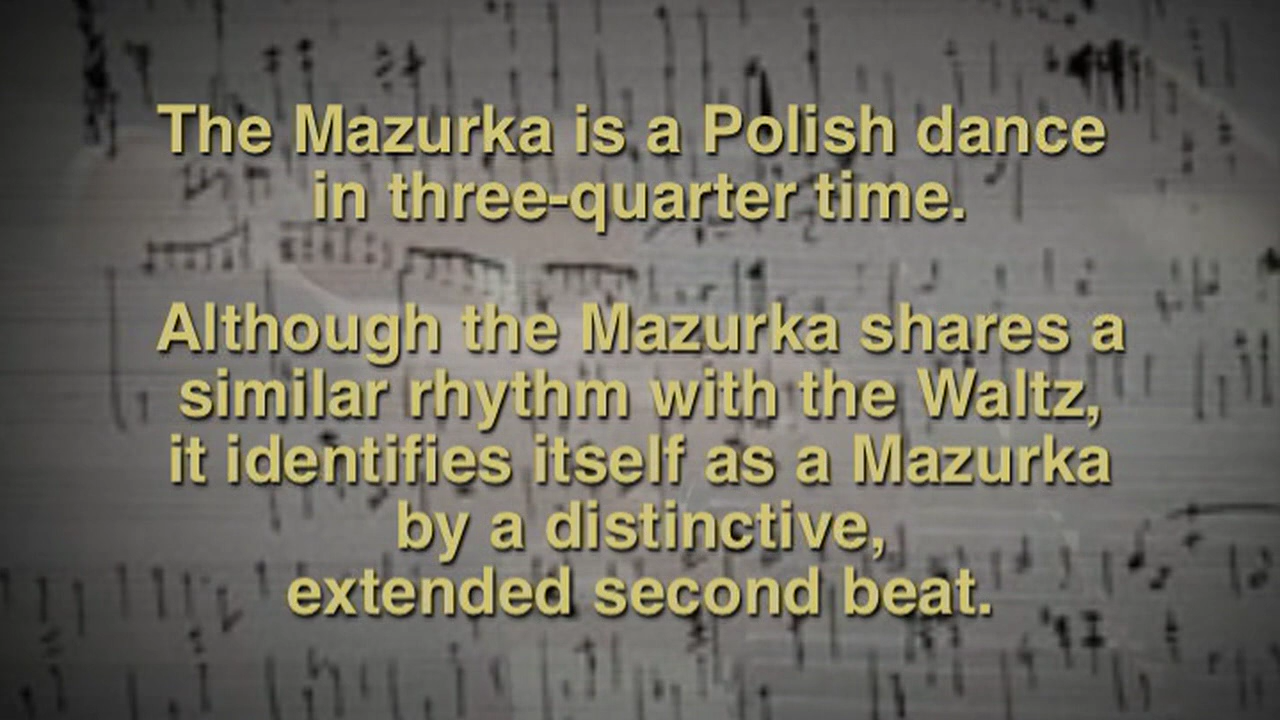 The Mazurka is a Polish dance
in three-quarter time.
Although the Mazurka shares a
similar rhythm with the Waltz,
it identifies itself as a Mazurka
by a distinctive,
extended second beat.